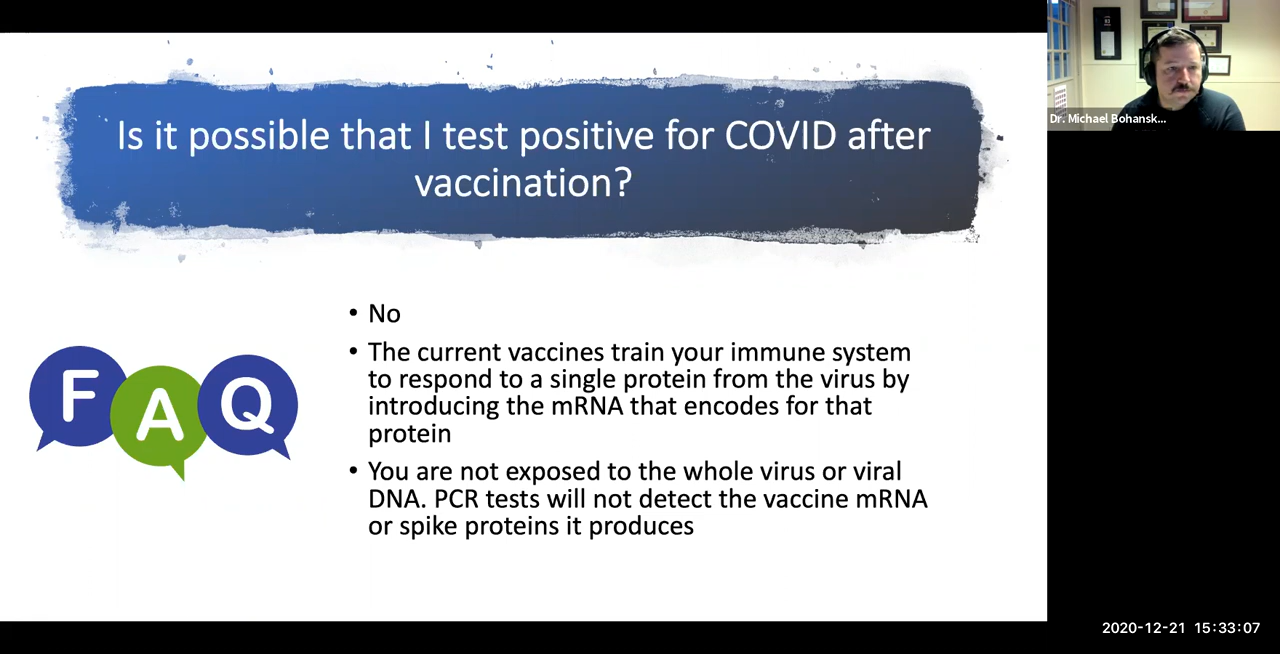 Is it possible that I test positive for COVID after
vaccination?
F A Q
• No
• The current vaccines train your immune system
to respond to a single protein from the virus by
introducing the mRNA that encodes for that
protein
• You are not exposed to the whole virus or viral
DNA. PCR tests will not detect the vaccine mRNA
or spike proteins it produces
Dr. Michael Bohansk...
2020-12-21 15:33:07